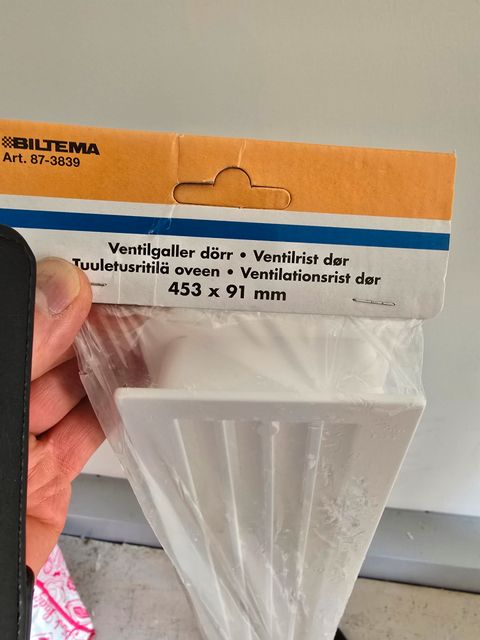 BILTEMA
Art. 87-3839
Ventilgaller dörr • Ventilrist dør
Tuuletusritilä oveen • Ventilationsrist dør
453 x 91 mm